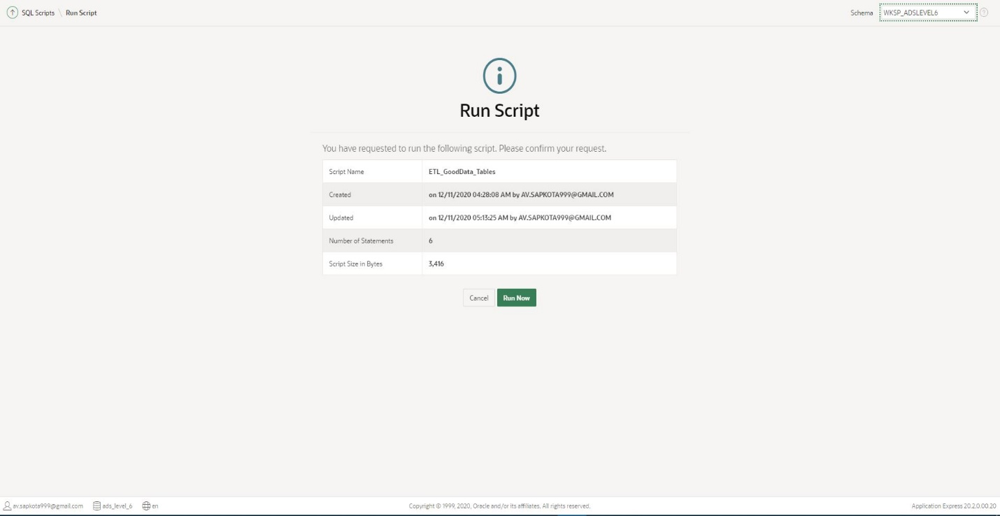 SQL Scripts \ Run Script
Schema WKSP_ADSLEVEL6
Run Script
You have requested to run the following script. Please confirm your request.
Script Name ETL_GoodData_Tables
Created on 12/11/2020 04:28:08 AM by AV.SAPKOTA999@GMAIL.COM
Updated on 12/11/2020 05:13:25 AM by AV.SAPKOTA999@GMAIL.COM
Number of Statements 6
Script Size in Bytes 3,416
Cancel Run Now
av.sapkota999@gmail.com ads_level_6 en
Copyright © 1999, 2020, Oracle and/or its affiliates. All rights reserved.
Application Express 20.2.0.00.20